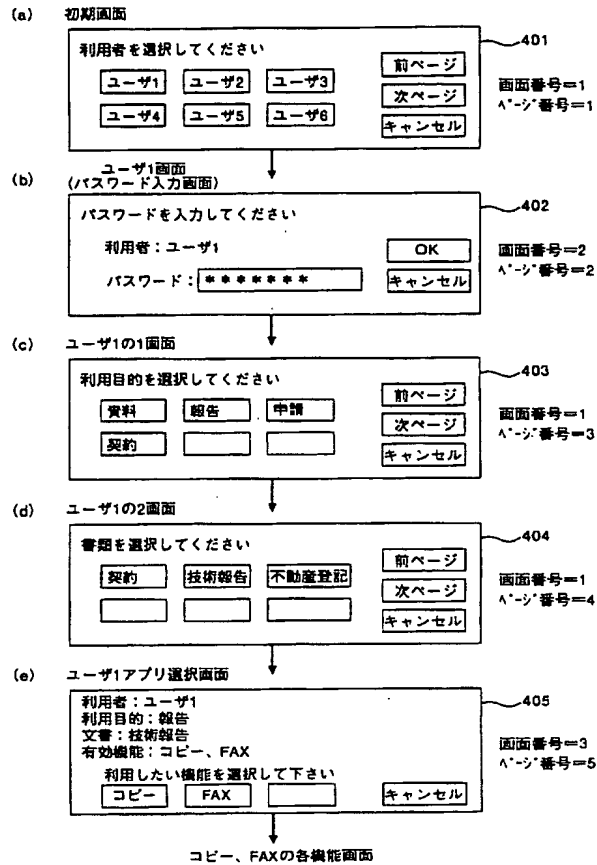 (a) 初期画面
401
利用者を選択してください
前ページ
ユーザ1 ユーザ2 ユーザ3
画面番号=1
次ページ
ページ番号=1
ユーザ4 ユーザ5 ユーザ6
キャンセル
ユーザ1画面
(b) (パスワード入力画面)
402
パスワードを入力してください
利用者:ユーザ1
OK
画面番号=2
ページ番号=2
パスワード:*******
キャンセル
(c) ユーザ1の1画面
403
利用目的を選択してください
前ページ
資料 報告 申請
画面番号=1
次ページ
ページ番号=3
契約
キャンセル
(d) ユーザ1の2画面
404
書類を選択してください
前ページ
契約 技術報告 不動産登記
画面番号=1
次ページ
ページ番号=4
キャンセル
(e) ユーザ1アプリ選択画面
405
利用者:ユーザ1
利用目的:報告
文書:技術報告
画面番号=3
有効機能:コピー、FAX
ページ番号=5
利用したい機能を選択して下さい
コピー FAX キャンセル
コピー、FAXの各機能画面